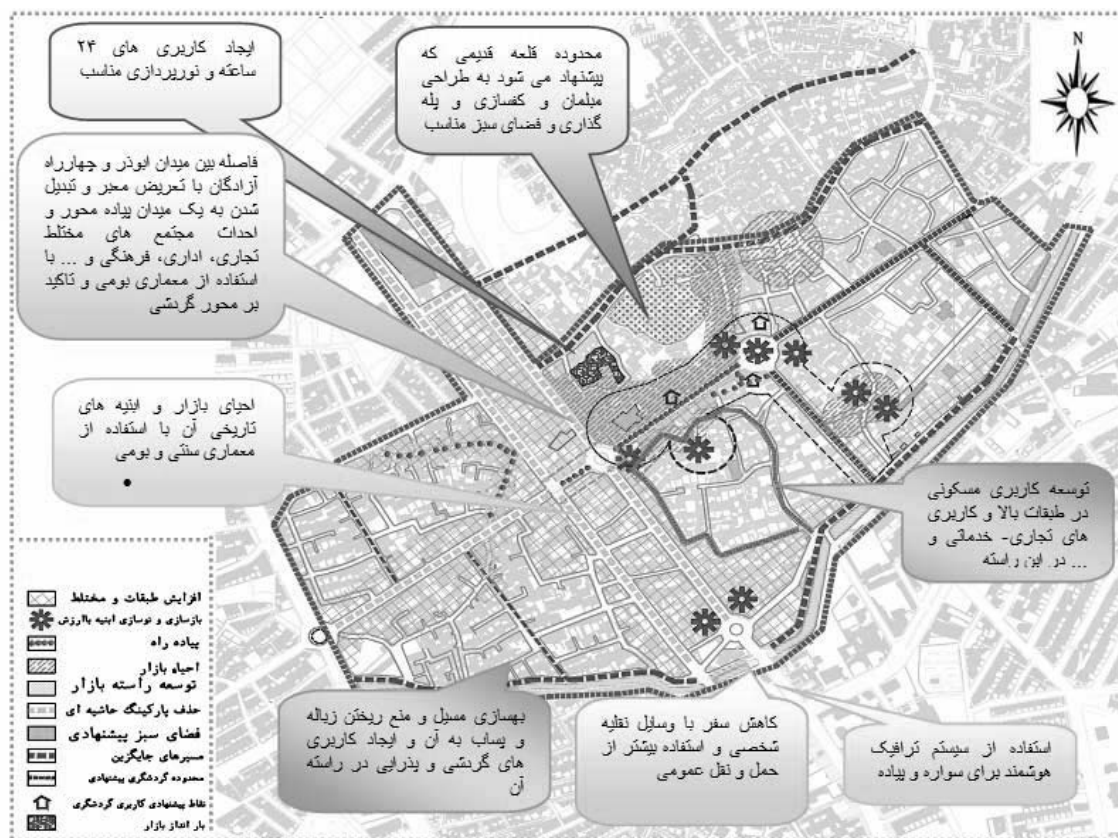 ایجاد کاربری های ۲۴
ساعته و نورپردازی مناسب
محدوده قلعه قدیمی که
پیشنهاد می شود به طراحی
مبلمان و کفسازی و پله
گذاری و فضای سبز مناسب
N
فاصله بین میدان ابوذر و چهارراه
آزادگان با تعریض معبر و تبدیل
شدن به یک میدان پیاده محور و
احداث مجتمع های مختلط
تجاری، اداری، فرهنگی و ... با
استفاده از معماری بومی و تاکید
بر محور گردشی
احیای بازار و ابنیه های
تاریخی آن با استفاده از
معماری سنتی و بومی
توسعه کاربری مسکونی
در طبقات بالا و کاربری
های تجاری- خدماتی و
... در این راسته
بهسازی مسیل و منع ریختن زباله
و پساب به آن و ایجاد کاربری
های گردشی و پذرایی در راسته
آن
کاهش سفر با وسایل نقلیه
شخصی و استفاده بیشتر از
حمل و نقل عمومی
استفاده از سیستم ترافیک
هوشمند برای سواره و پیاده
افزایش طبقات و مختلط
بازسازی و نوسازی ابنیه باارزش
پیاده راه
احیاء بازار
توسعه راسته بازار
حذف پارکینگ حاشیه ای
فضای سبز پیشنهادی
مسیرهای جایگزین
محدوده گردشگری پیشنهادی
نقاط پیشنهادی کاربری گردشگری
بار انداز بازار